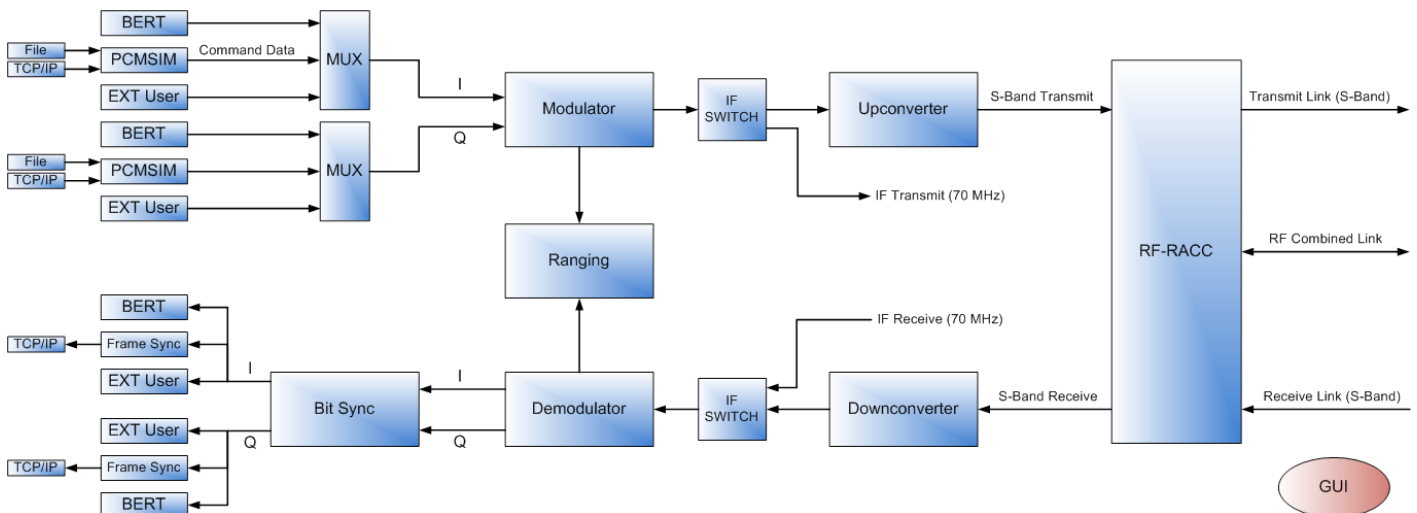 BERT
File
TCP/IP
PCMSIM
Command Data
EXT User
MUX
I
BERT
File
TCP/IP
PCMSIM
EXT User
MUX
Q
Modulator
IF
SWITCH
Upconverter
S-Band Transmit
IF Transmit (70 MHz)
Ranging
RF-RACC
Transmit Link (S-Band)
RF Combined Link
Receive Link (S-Band)
BERT
TCP/IP
Frame Sync
EXT User
I
EXT User
Q
TCP/IP
Frame Sync
BERT
Bit Sync
I
Q
Demodulator
IF Receive (70 MHz)
IF
SWITCH
Downconverter
S-Band Receive
GUI